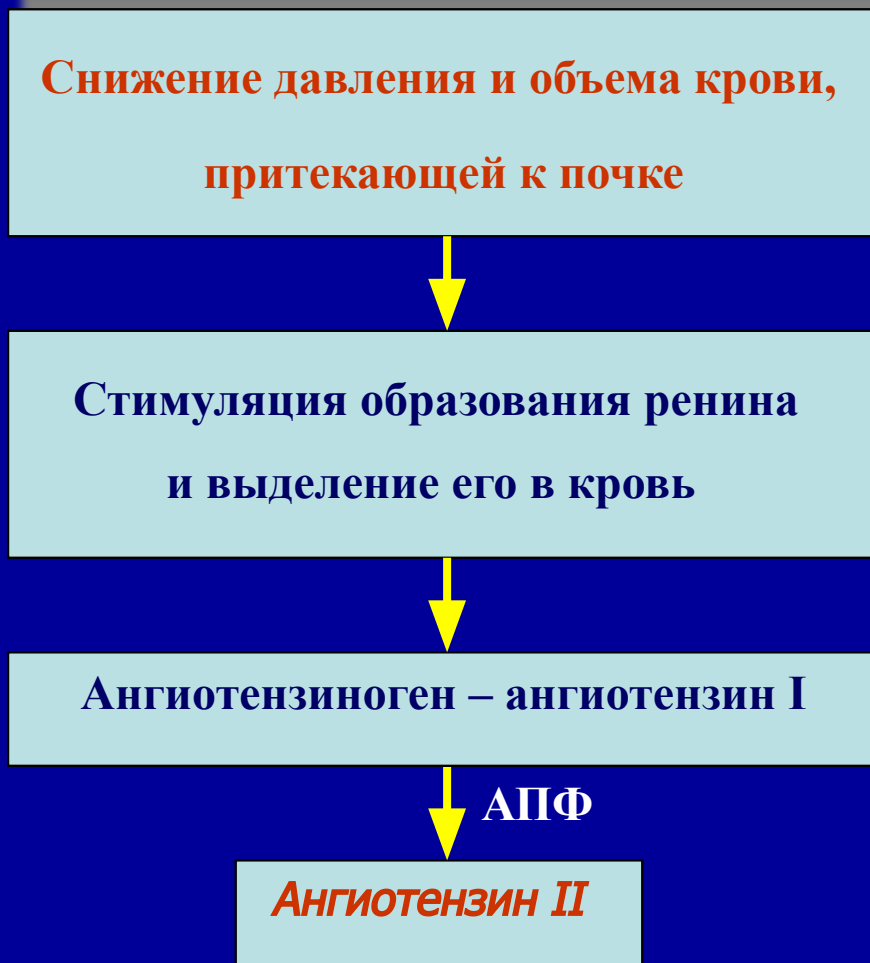 Снижение давления и объема крови,
притекающей к почке
Стимуляция образования ренина
и выделение его в кровь
Ангиотензиноген – ангиотензин I
АПФ
Ангиотензин II